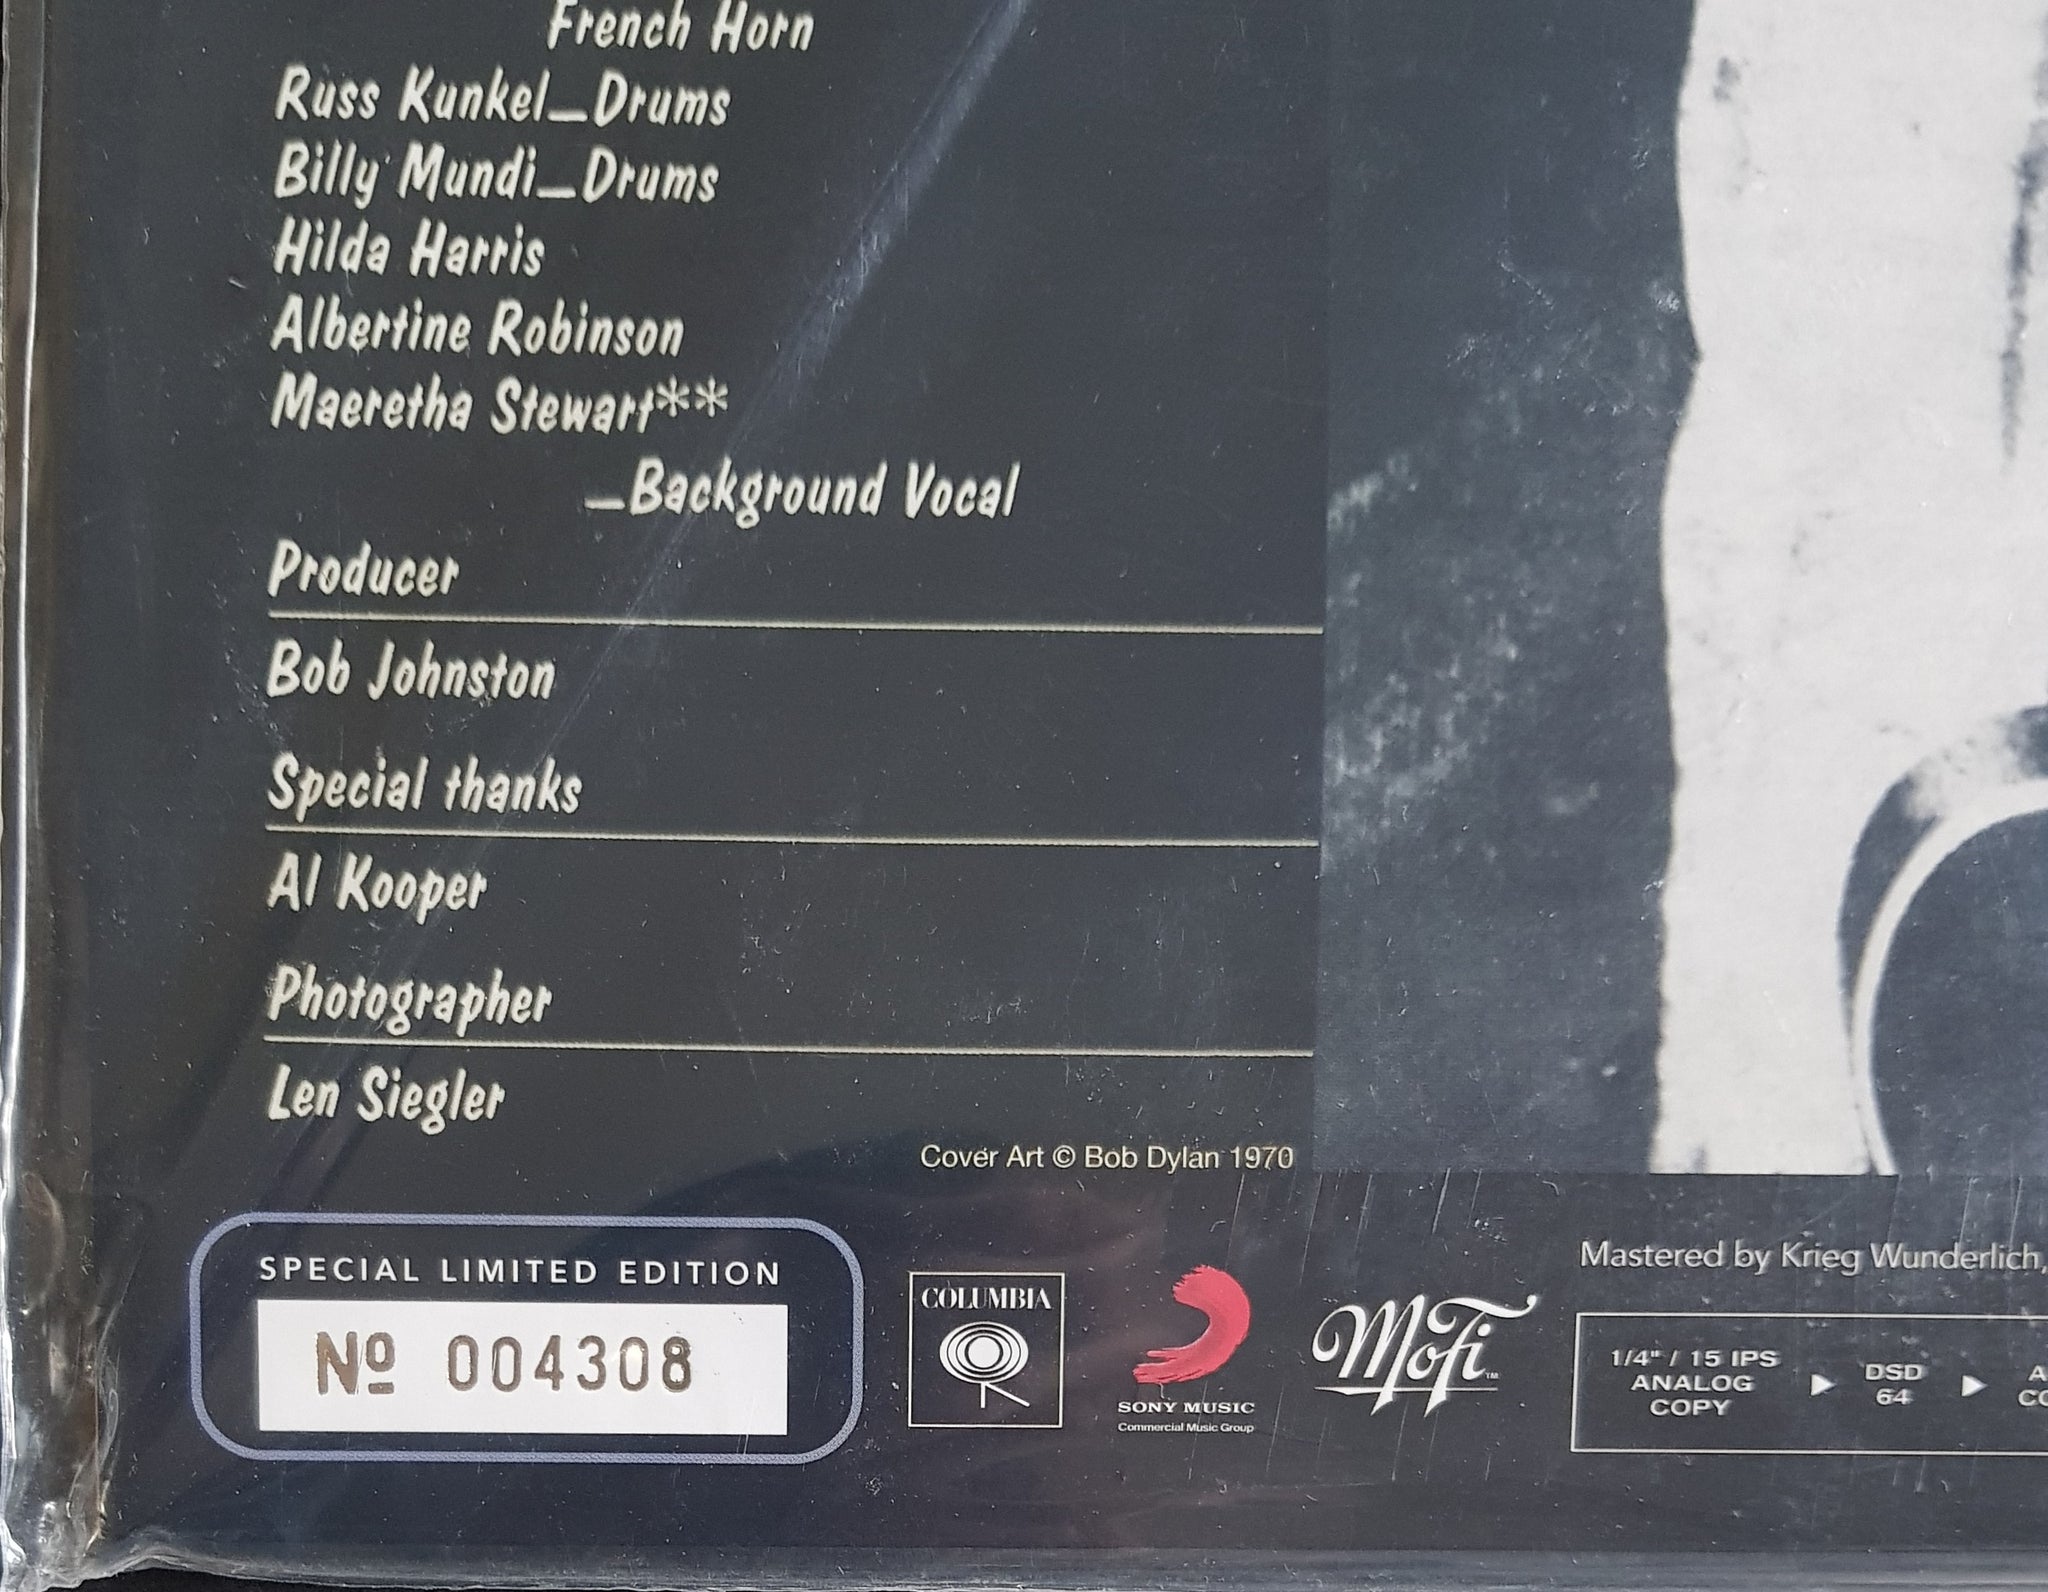 French Horn
Russ Kunkel_Drums
Billy Mundi_Drums
Hilda Harris
Albertine Robinson
Maeretha Stewart**
_Background Vocal
Producer
Bob Johnston
Special thanks
Al Kooper
Photographer
Len Siegler
Cover Art © Bob Dylan 1970
SPECIAL LIMITED EDITION
Nº 004308
COLUMBIA
SONY MUSIC
Commercial Music Group
MoFi™
Mastered by Krieg Wunderlich,
1/4" / 15 IPS
ANALOG
COPY
▶
DSD
64
▶